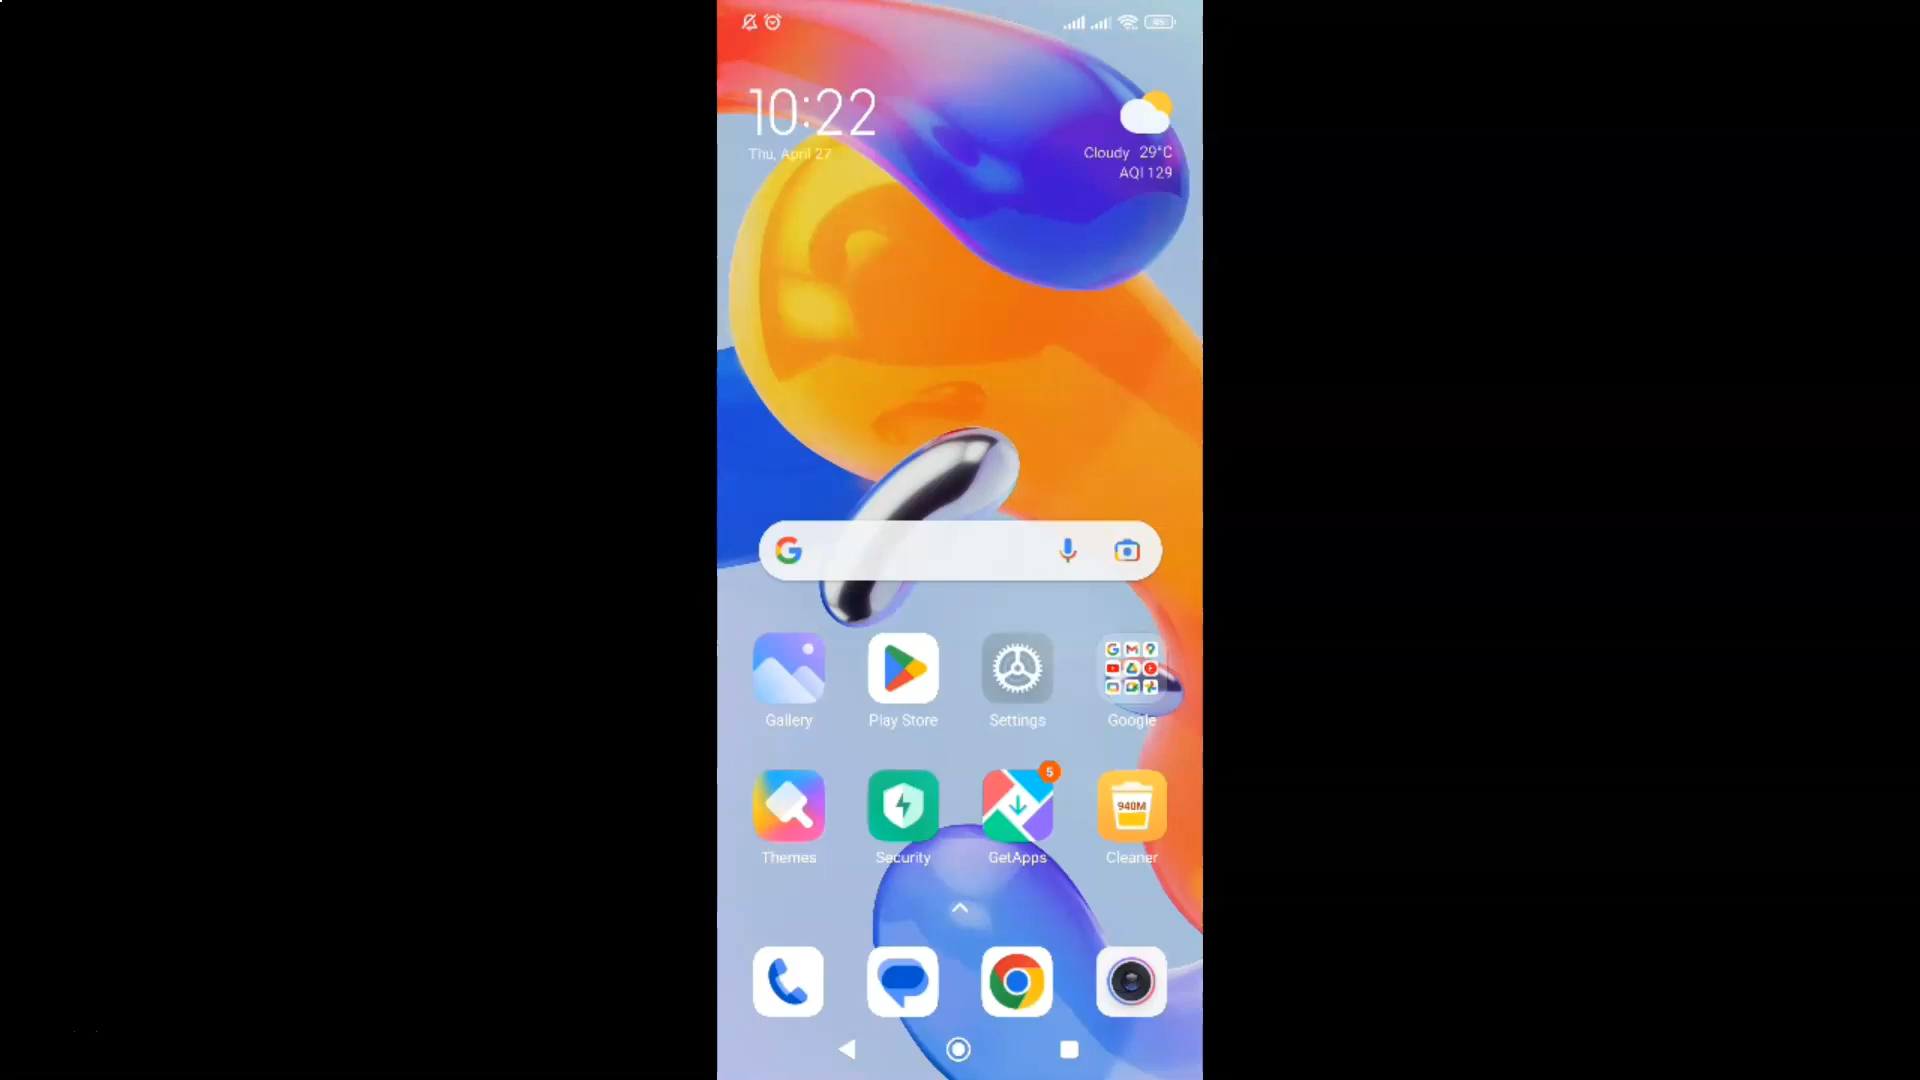 10:22
Thu, April 27
Cloudy 29°C
AQI 129
Gallery
Play Store
Settings
Google
5
940M
Themes
Security
GetApps
Cleaner